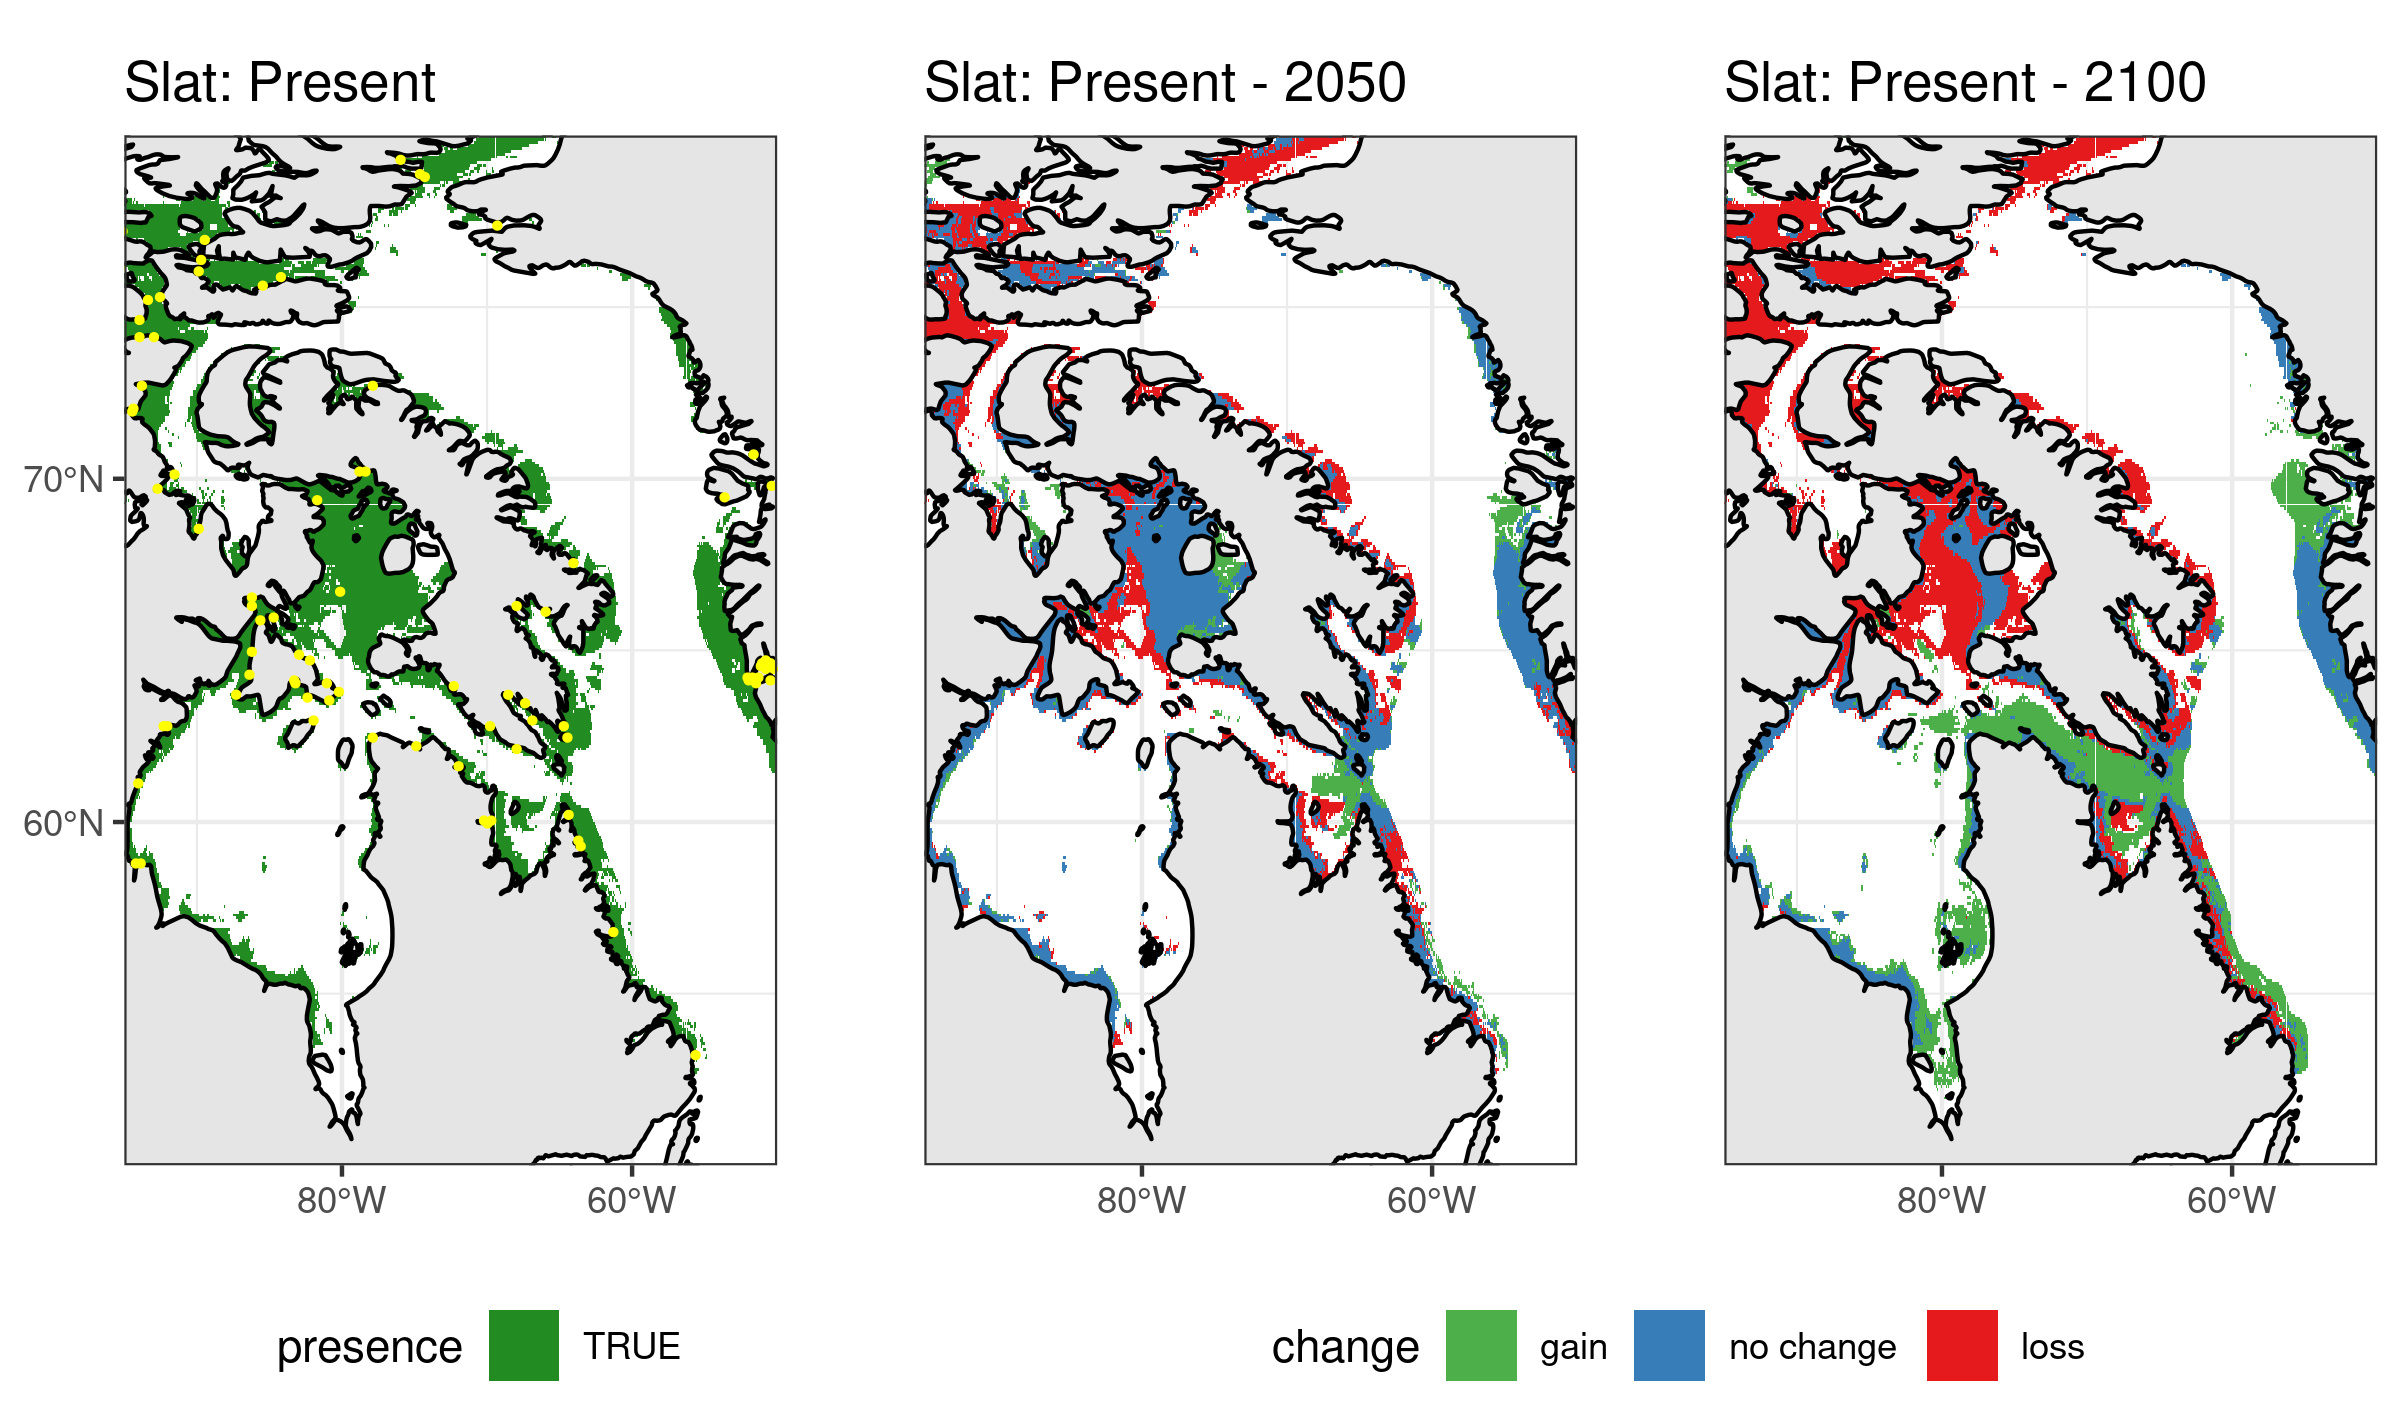 Slat: Present
Slat: Present - 2050
Slat: Present - 2100
70°N
60°N
80°W
60°W
80°W
60°W
80°W
60°W
presence TRUE
change gain no change loss